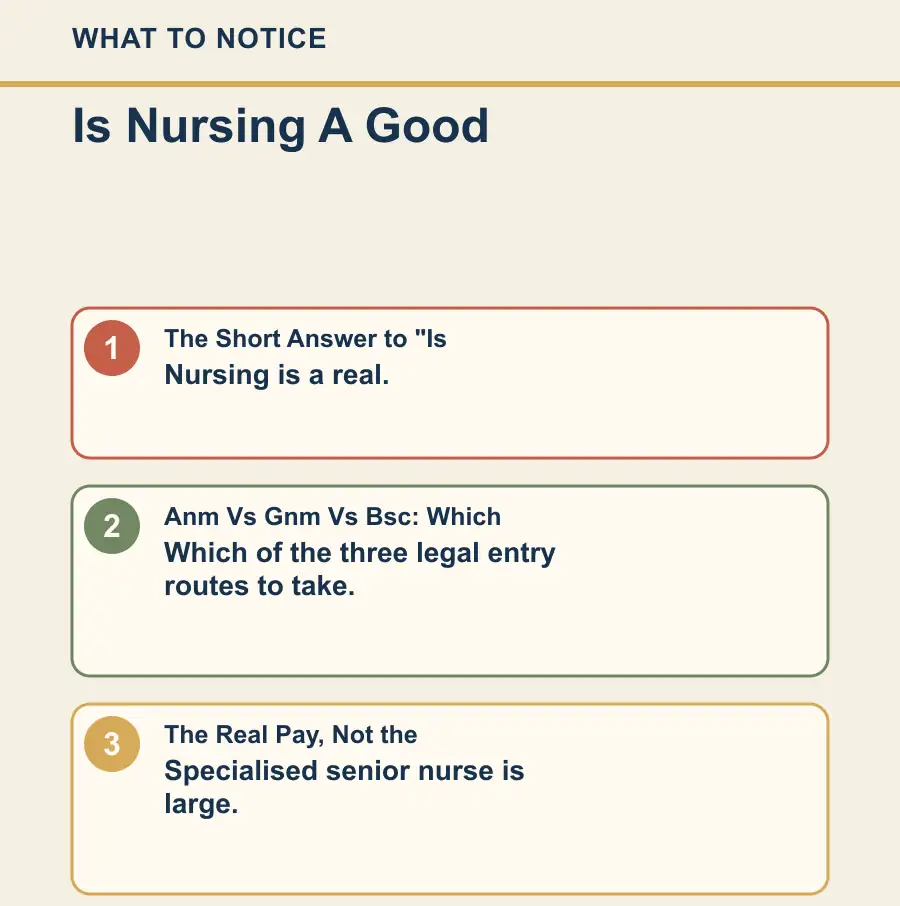 WHAT TO NOTICE
Is Nursing A Good
1
The Short Answer to "Is
Nursing is a real.
2
Anm Vs Gnm Vs Bsc: Which
Which of the three legal entry
routes to take.
3
The Real Pay, Not the
Specialised senior nurse is
large.